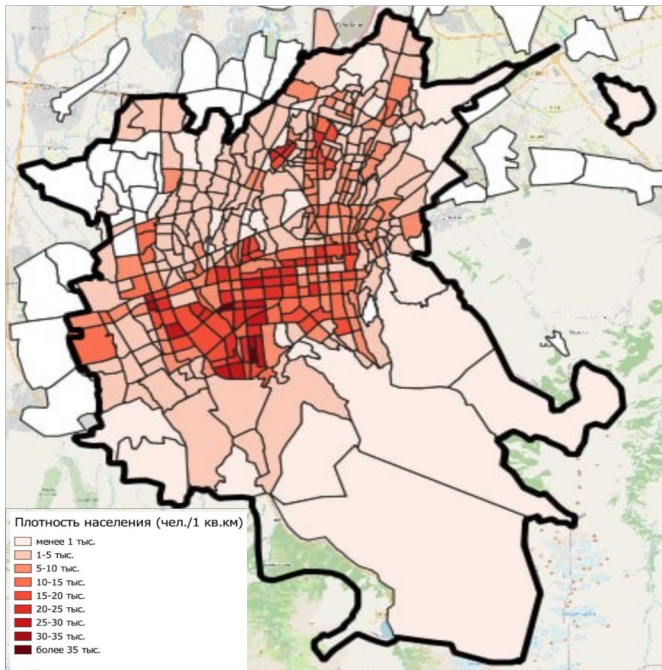 Плотность населения (чел./1 кв.км)
менее 1 тыс.
1-5 тыс.
5-10 тыс.
10-15 тыс.
15-20 тыс.
20-25 тыс.
25-30 тыс.
30-35 тыс.
более 35 тыс.